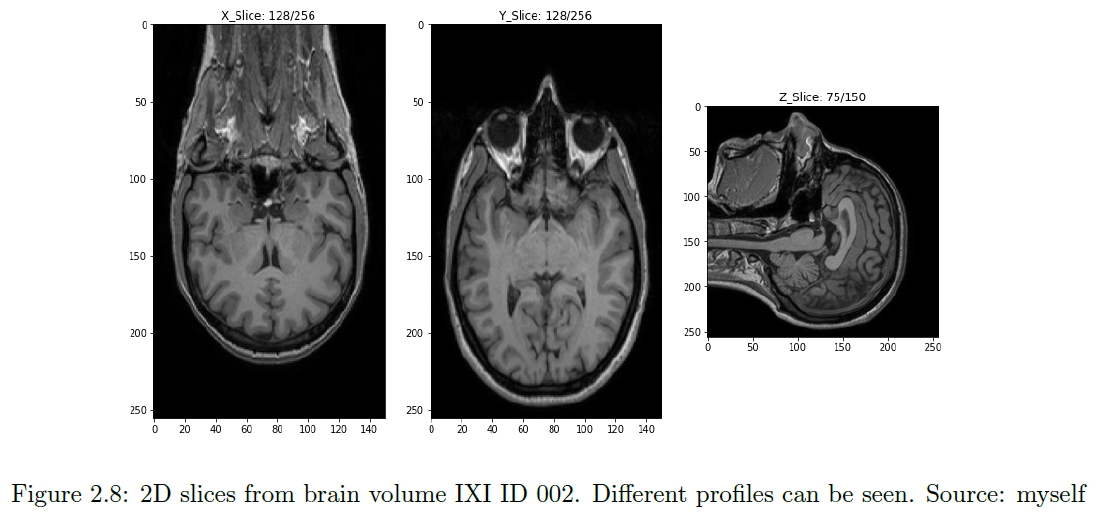 X_Slice: 128/256
0
50
100
150
200
250
0 20 40 60 80 100 120 140
Y_Slice: 128/256
0
50
100
150
200
250
0 20 40 60 80 100 120 140
Z_Slice: 75/150
0
50
100
150
200
250
0 50 100 150 200 250
Figure 2.8: 2D slices from brain volume IXI ID 002. Different profiles can be seen. Source: myself